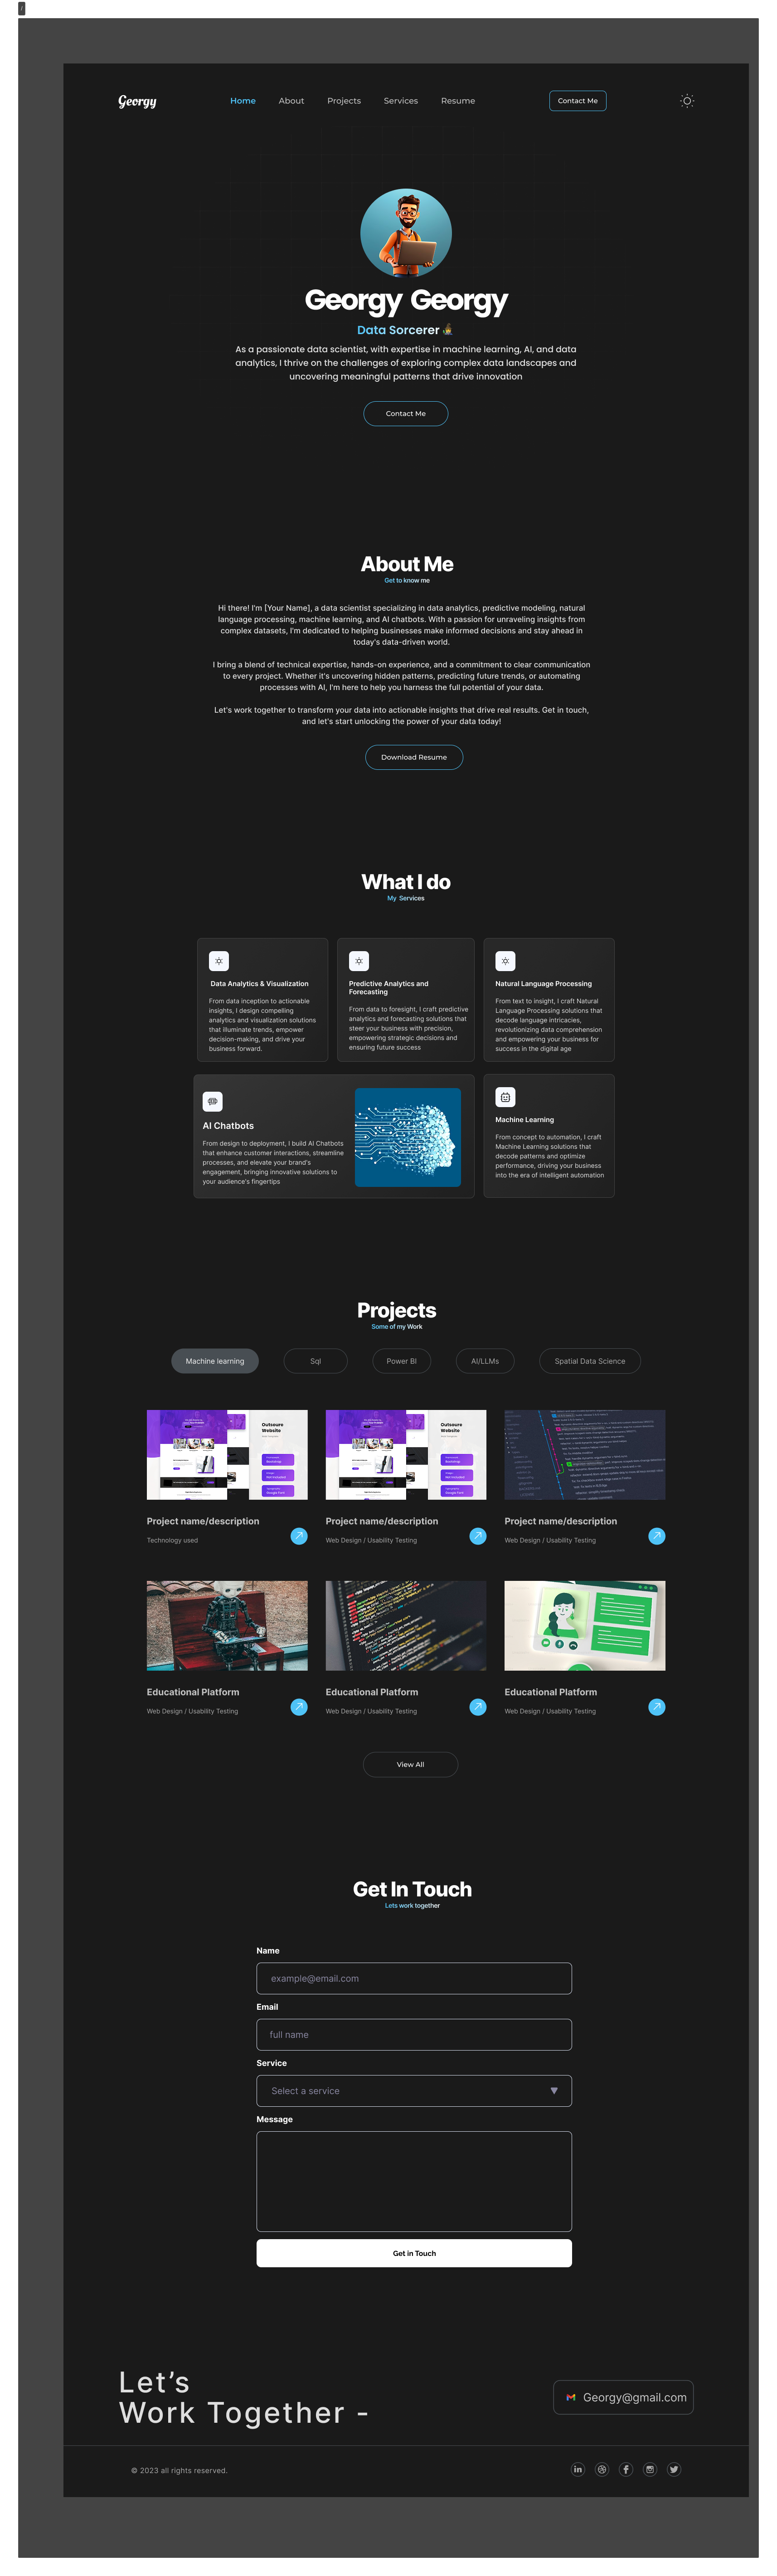 /
Georgy
Home About Projects Services Resume
Contact Me
Georgy Georgy
Data Sorcerer
As a passionate data scientist, with expertise in machine learning, AI, and data
analytics, I thrive on the challenges of exploring complex data landscapes and
uncovering meaningful patterns that drive innovation
Contact Me
About Me
Get to know me
Hi there! I'm [Your Name], a data scientist specializing in data analytics, predictive modeling, natural
language processing, machine learning, and AI chatbots. With a passion for unraveling insights from
complex datasets, I'm dedicated to helping businesses make informed decisions and stay ahead in
today's data-driven world.
I bring a blend of technical expertise, hands-on experience, and a commitment to clear communication
to every project. Whether it's uncovering hidden patterns, predicting future trends, or automating
processes with AI, I'm here to help you harness the full potential of your data.
Let's work together to transform your data into actionable insights that drive real results. Get in touch,
and let's start unlocking the power of your data today!
Download Resume
What I do
My Services
Data Analytics & Visualization
From data inception to actionable
insights, I design compelling
analytics and visualization solutions
that illuminate trends, empower
decision-making, and drive your
business forward.
Predictive Analytics and
Forecasting
From data to foresight, I craft predictive
analytics and forecasting solutions that
steer your business with precision,
empowering strategic decisions and
ensuring future success
Natural Language Processing
From text to insight, I craft Natural
Language Processing solutions that
decode language intricacies,
revolutionizing data comprehension
and empowering your business for
success in the digital age
AI Chatbots
From design to deployment, I build AI Chatbots
that enhance customer interactions, streamline
processes, and elevate your brand's
engagement, bringing innovative solutions to
your audience's fingertips
Machine Learning
From concept to automation, I craft
Machine Learning solutions that
decode patterns and optimize
performance, driving your business
into the era of intelligent automation
Projects
Some of my Work
Machine learning
Sql
Power BI
AI/LLMs
Spatial Data Science
Outsoure
Website
Bootstrap
Google Font
Outsoure
Website
Bootstrap
Google Font
Project name/description
Technology used
Project name/description
Web Design / Usability Testing
Project name/description
Web Design / Usability Testing
Educational Platform
Web Design / Usability Testing
Educational Platform
Web Design / Usability Testing
Educational Platform
Web Design / Usability Testing
View All
Get In Touch
Lets work together
Name
example@email.com
Email
full name
Service
Select a service
Message
Get in Touch
Let’s
Work Together -
Georgy@gmail.com
© 2023 all rights reserved.